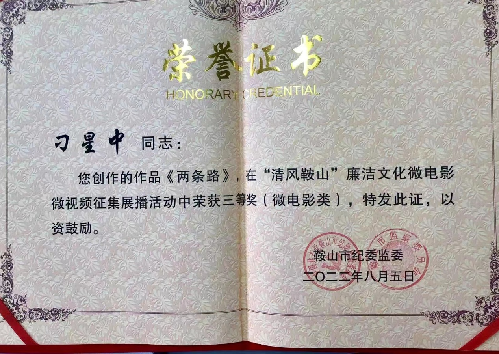 荣誉证书
HONORARY CREDENTIAL
刁星中 同志：
您创作的作品《两条路》，在“清风鞍山”廉洁文化微电影
微视频征集展播活动中荣获三等奖（微电影类），特发此证，以
资鼓励。
鞍山市纪委监委
二〇二二年八月五日